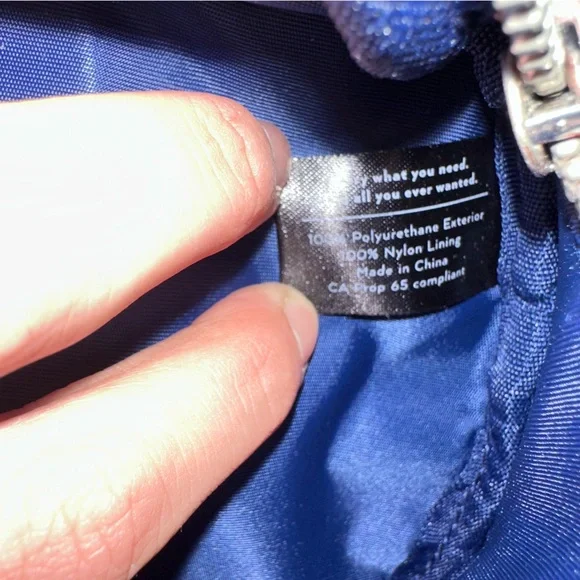 what you need.
all you ever wanted.
100% Polyurethane Exterior
100% Nylon Lining
Made in China
CA Prop 65 compliant